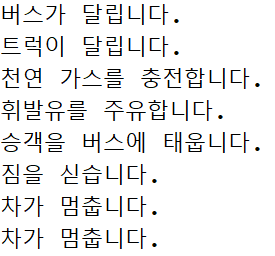 버스가 달립니다.
트럭이 달립니다.
천연 가스를 충전합니다.
휘발유를 주유합니다.
승객을 버스에 태웁니다.
짐을 싣습니다.
차가 멈춥니다.
차가 멈춥니다.